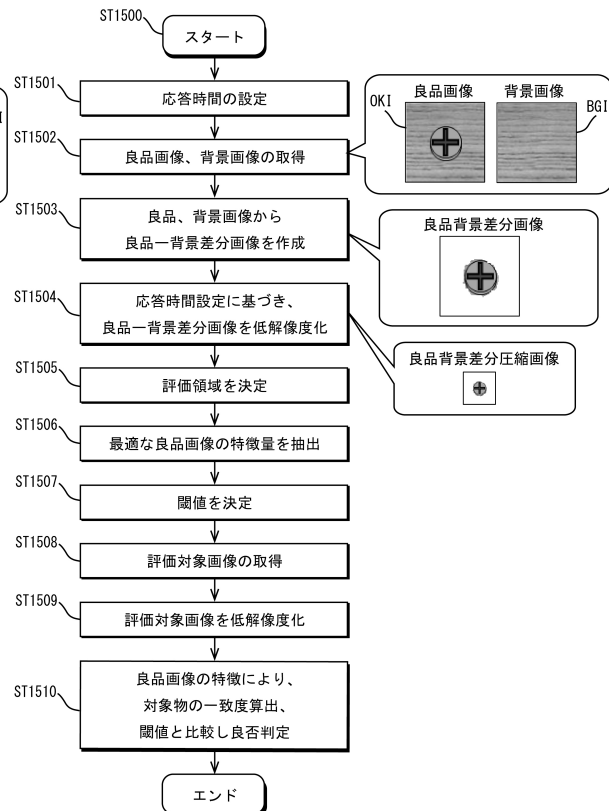 ST1500
スタート
ST1501
応答時間の設定
ST1502
良品画像、背景画像の取得
良品画像
背景画像
OKI
BGI
I
ST1503
良品、背景画像から
良品ー背景差分画像を作成
良品背景差分画像
ST1504
応答時間設定に基づき、
良品ー背景差分画像を低解像度化
良品背景差分圧縮画像
ST1505
評価領域を決定
ST1506
最適な良品画像の特徴量を抽出
ST1507
閾値を決定
ST1508
評価対象画像の取得
ST1509
評価対象画像を低解像度化
ST1510
良品画像の特徴により、
対象物の一致度算出、
閾値と比較し良否判定
エンド